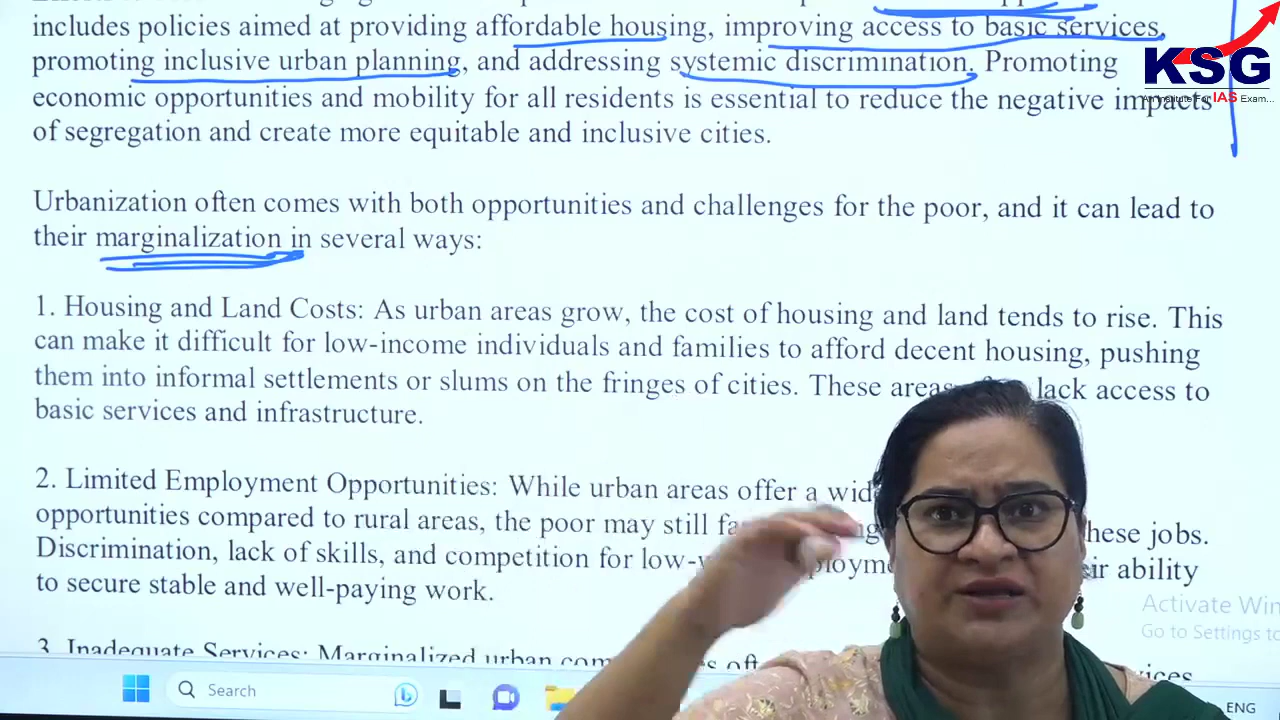 includes policies aimed at providing affordable housing, improving access to basic services,
promoting inclusive urban planning, and addressing systemic discrimination. Promoting
economic opportunities and mobility for all residents is essential to reduce the negative impacts
of segregation and create more equitable and inclusive cities.
KSG
An Institute For IAS Exam...
Urbanization often comes with both opportunities and challenges for the poor, and it can lead to
their marginalization in several ways:
1. Housing and Land Costs: As urban areas grow, the cost of housing and land tends to rise. This
can make it difficult for low-income individuals and families to afford decent housing, pushing
them into informal settlements or slums on the fringes of cities. These areas lack access to
basic services and infrastructure.
2. Limited Employment Opportunities: While urban areas offer a
opportunities compared to rural areas, the poor may still these jobs.
Discrimination, lack of skills, and competition for ability
to secure stable and well-paying work.
3. Inadequate Services: Marginalized urban
Activate Win
Go to Settings to
Search
ENG